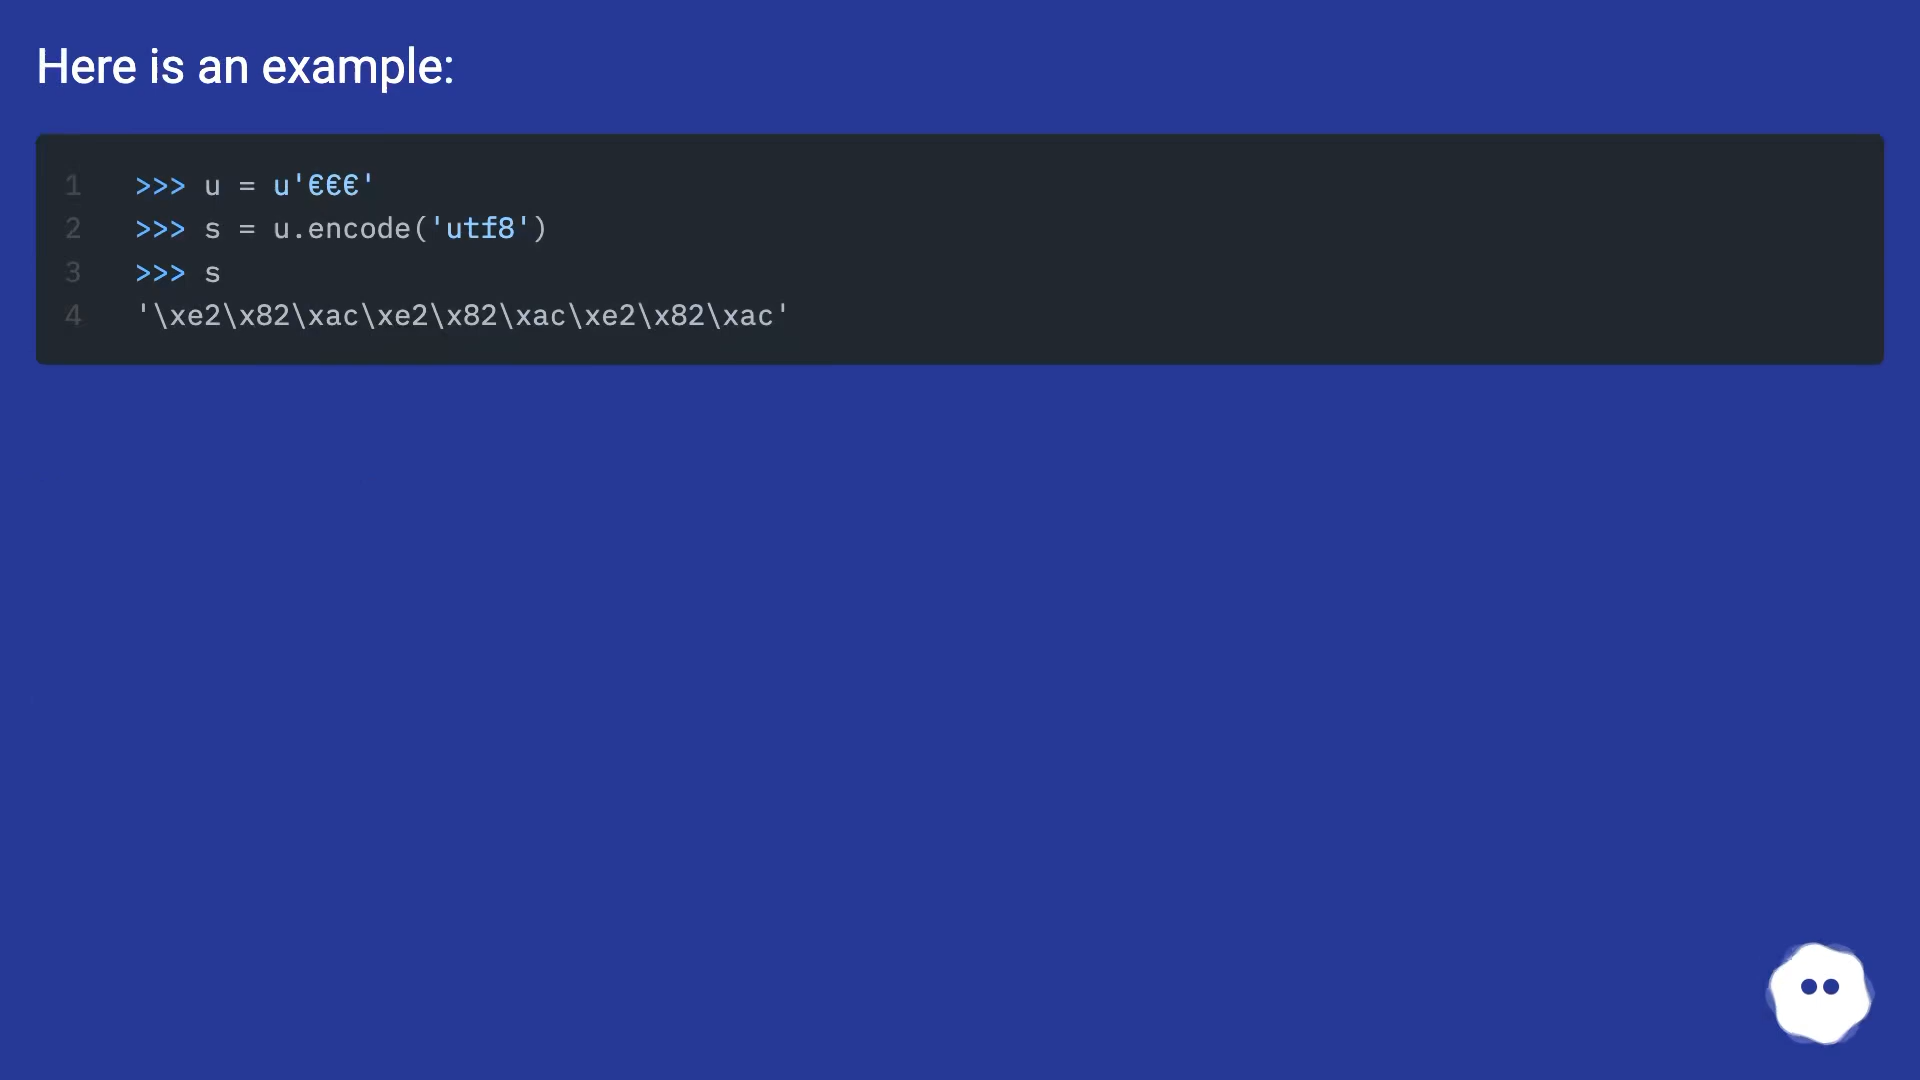 Here is an example:
1 >>> u = u'€€€'
2 >>> s = u.encode('utf8')
3 >>> s
4 '\xe2\x82\xac\xe2\x82\xac\xe2\x82\xac'